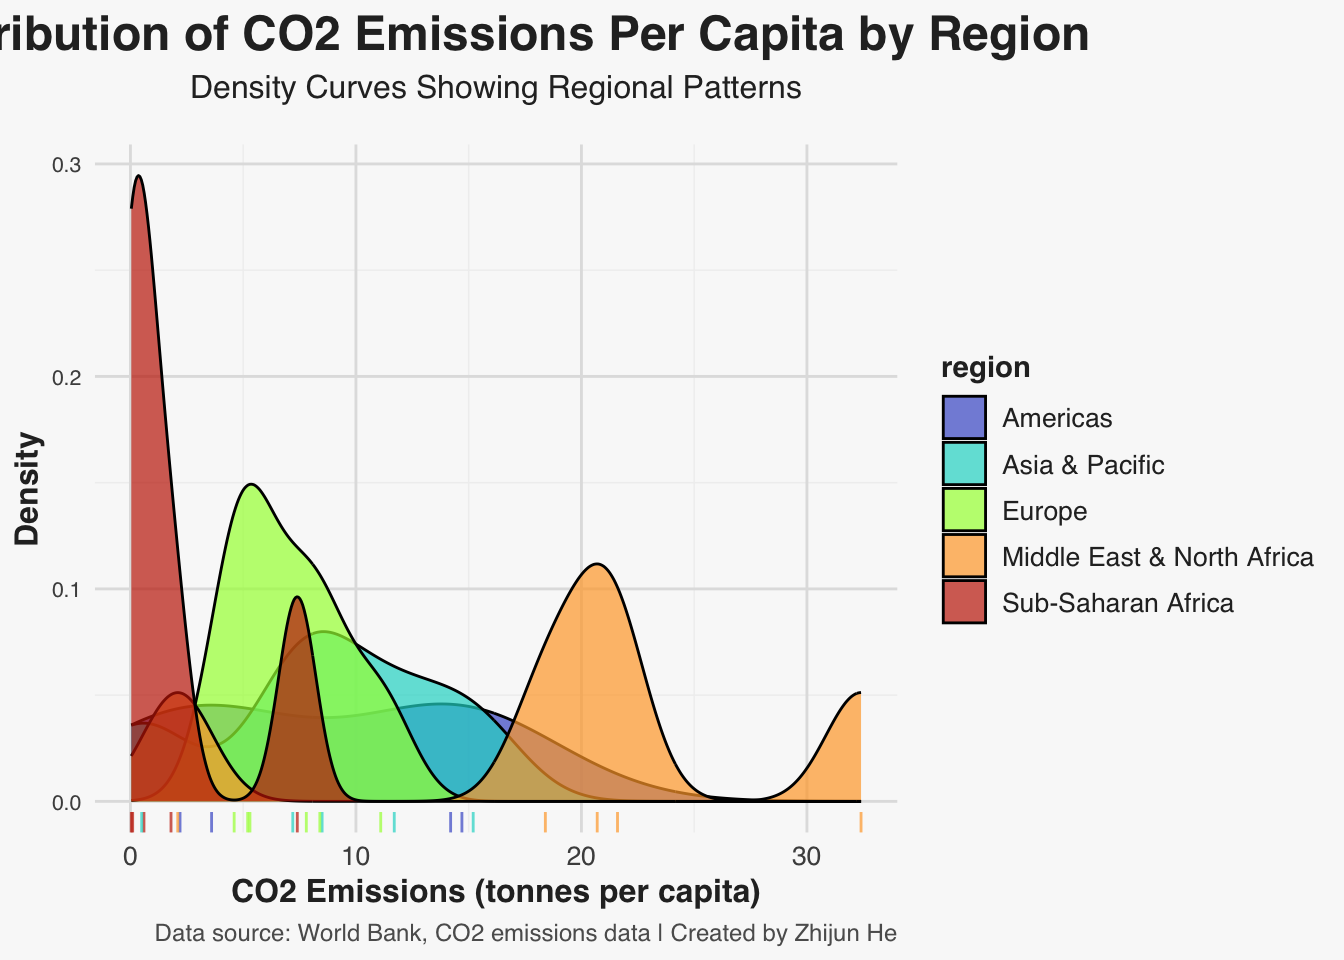 ribution of CO2 Emissions Per Capita by Region
Density Curves Showing Regional Patterns
0.3
0.2
0.1
0.0
Density
0
10
20
30
CO2 Emissions (tonnes per capita)
Data source: World Bank, CO2 emissions data | Created by Zhijun He
region
Americas
Asia & Pacific
Europe
Middle East & North Africa
Sub-Saharan Africa